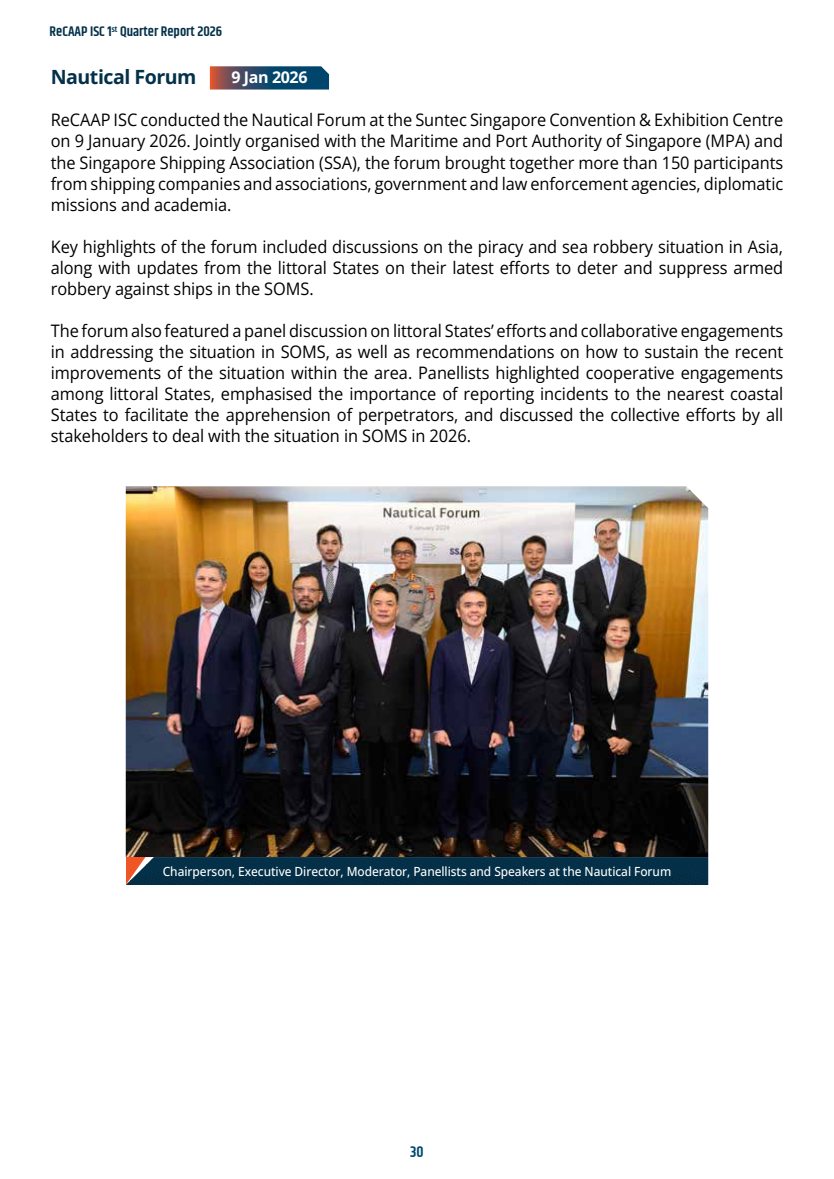 ReCAAP ISC 1st Quarter Report 2026
Nautical Forum
9 Jan 2026
ReCAAP ISC conducted the Nautical Forum at the Suntec Singapore Convention & Exhibition Centre
on 9 January 2026. Jointly organised with the Maritime and Port Authority of Singapore (MPA) and
the Singapore Shipping Association (SSA), the forum brought together more than 150 participants
from shipping companies and associations, government and law enforcement agencies, diplomatic
missions and academia.
Key highlights of the forum included discussions on the piracy and sea robbery situation in Asia,
along with updates from the littoral States on their latest efforts to deter and suppress armed
robbery against ships in the SOMS.
The forum also featured a panel discussion on littoral States’ efforts and collaborative engagements
in addressing the situation in SOMS, as well as recommendations on how to sustain the recent
improvements of the situation within the area. Panellists highlighted cooperative engagements
among littoral States, emphasised the importance of reporting incidents to the nearest coastal
States to facilitate the apprehension of perpetrators, and discussed the collective efforts by all
stakeholders to deal with the situation in SOMS in 2026.
Nautical Forum
Chairperson, Executive Director, Moderator, Panellists and Speakers at the Nautical Forum
30